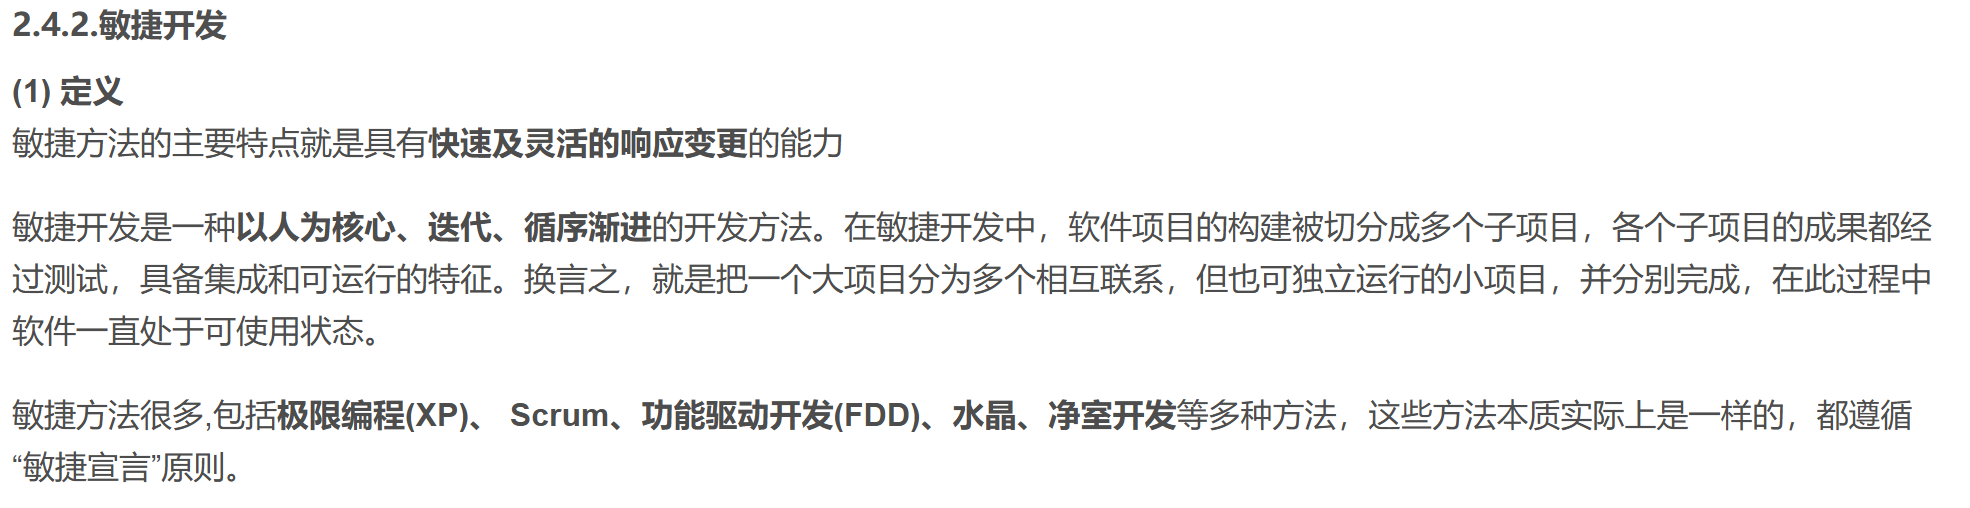 2.4.2.敏捷开发
(1) 定义
敏捷方法的主要特点就是具有快速及灵活的响应变更的能力
敏捷开发是一种以人为核心、迭代、循序渐进的开发方法。在敏捷开发中，软件项目的构建被切分成多个子项目，各个子项目的成果都经
过测试，具备集成和可运行的特征。换言之，就是把一个大项目分为多个相互联系，但也可独立运行的小项目，并分别完成，在此过程中
软件一直处于可使用状态。
敏捷方法很多,包括极限编程(XP)、 Scrum、功能驱动开发(FDD)、水晶、净室开发等多种方法，这些方法本质实际上是一样的，都遵循
“敏捷宣言”原则。